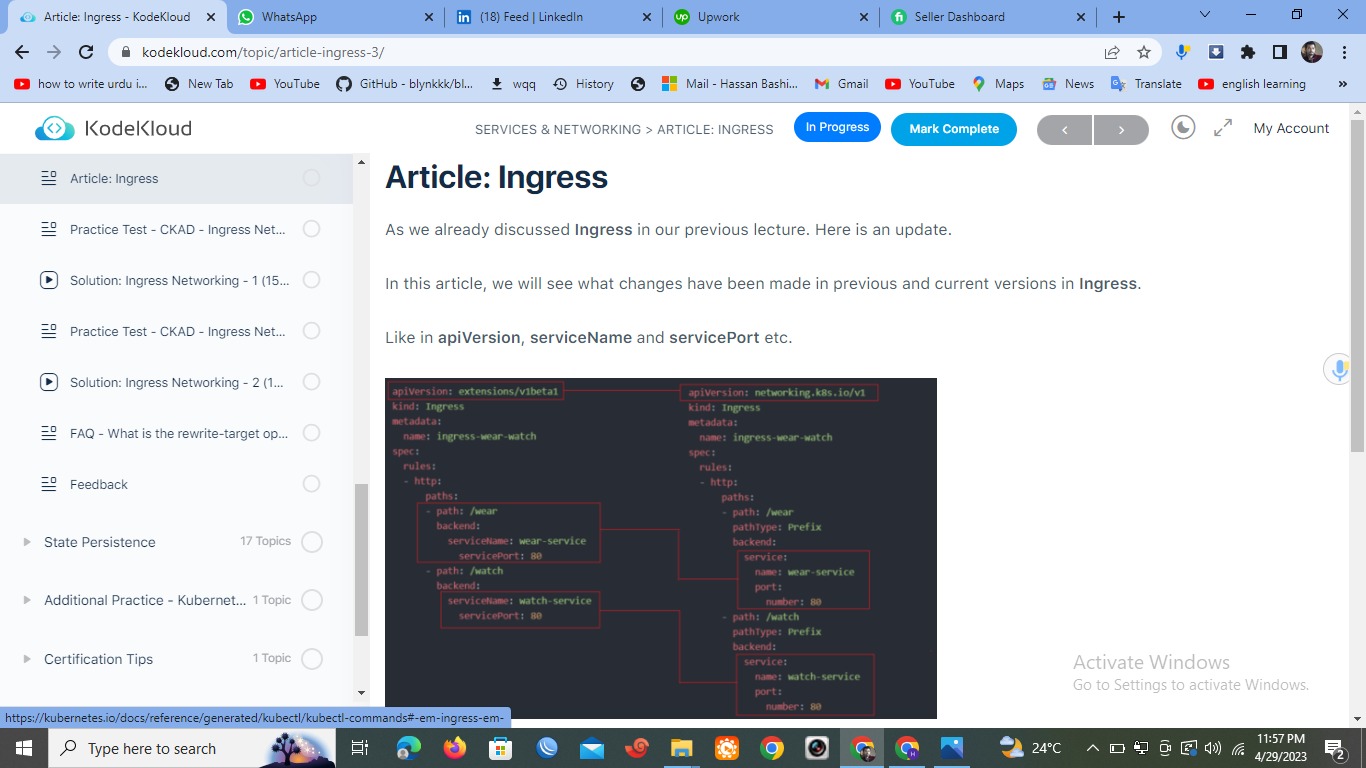 Article: Ingress - KodeKloud
WhatsApp
(18) Feed | LinkedIn
Upwork
Seller Dashboard
kodekloud.com/topic/article-ingress-3/
how to write urdu i...
New Tab
YouTube
GitHub - blynkkk/bl...
wqq
History
Mail - Hassan Bashi...
Gmail
YouTube
Maps
News
Translate
english learning
»
KodeKloud
SERVICES & NETWORKING > ARTICLE: INGRESS
In Progress
Mark Complete
My Account
Article: Ingress
Practice Test - CKAD - Ingress Net...
Solution: Ingress Networking - 1 (15...
Practice Test - CKAD - Ingress Net...
Solution: Ingress Networking - 2 (1...
FAQ - What is the rewrite-target op...
Feedback
State Persistence 17 Topics
Additional Practice - Kubernet... 1 Topic
Certification Tips 1 Topic
Article: Ingress
As we already discussed Ingress in our previous lecture. Here is an update.
In this article, we will see what changes have been made in previous and current versions in Ingress.
Like in apiVersion, serviceName and servicePort etc.
apiVersion: extensions/v1beta1
kind: Ingress
metadata:
name: ingress-wear-watch
spec:
rules:
- http:
paths:
- path: /wear
backend:
serviceName: wear-service
servicePort: 80
- path: /watch
backend:
serviceName: watch-service
servicePort: 80
apiVersion: networking.k8s.io/v1
kind: Ingress
metadata:
name: ingress-wear-watch
spec:
rules:
- http:
paths:
- path: /wear
pathType: Prefix
backend:
service:
name: wear-service
port:
number: 80
- path: /watch
pathType: Prefix
backend:
service:
name: watch-service
port:
number: 80
Activate Windows
Go to Settings to activate Windows.
https://kubernetes.io/docs/reference/generated/kubectl/kubectl-commands#-em-ingress-em-
Type here to search
24°C
11:57 PM
4/29/2023
2